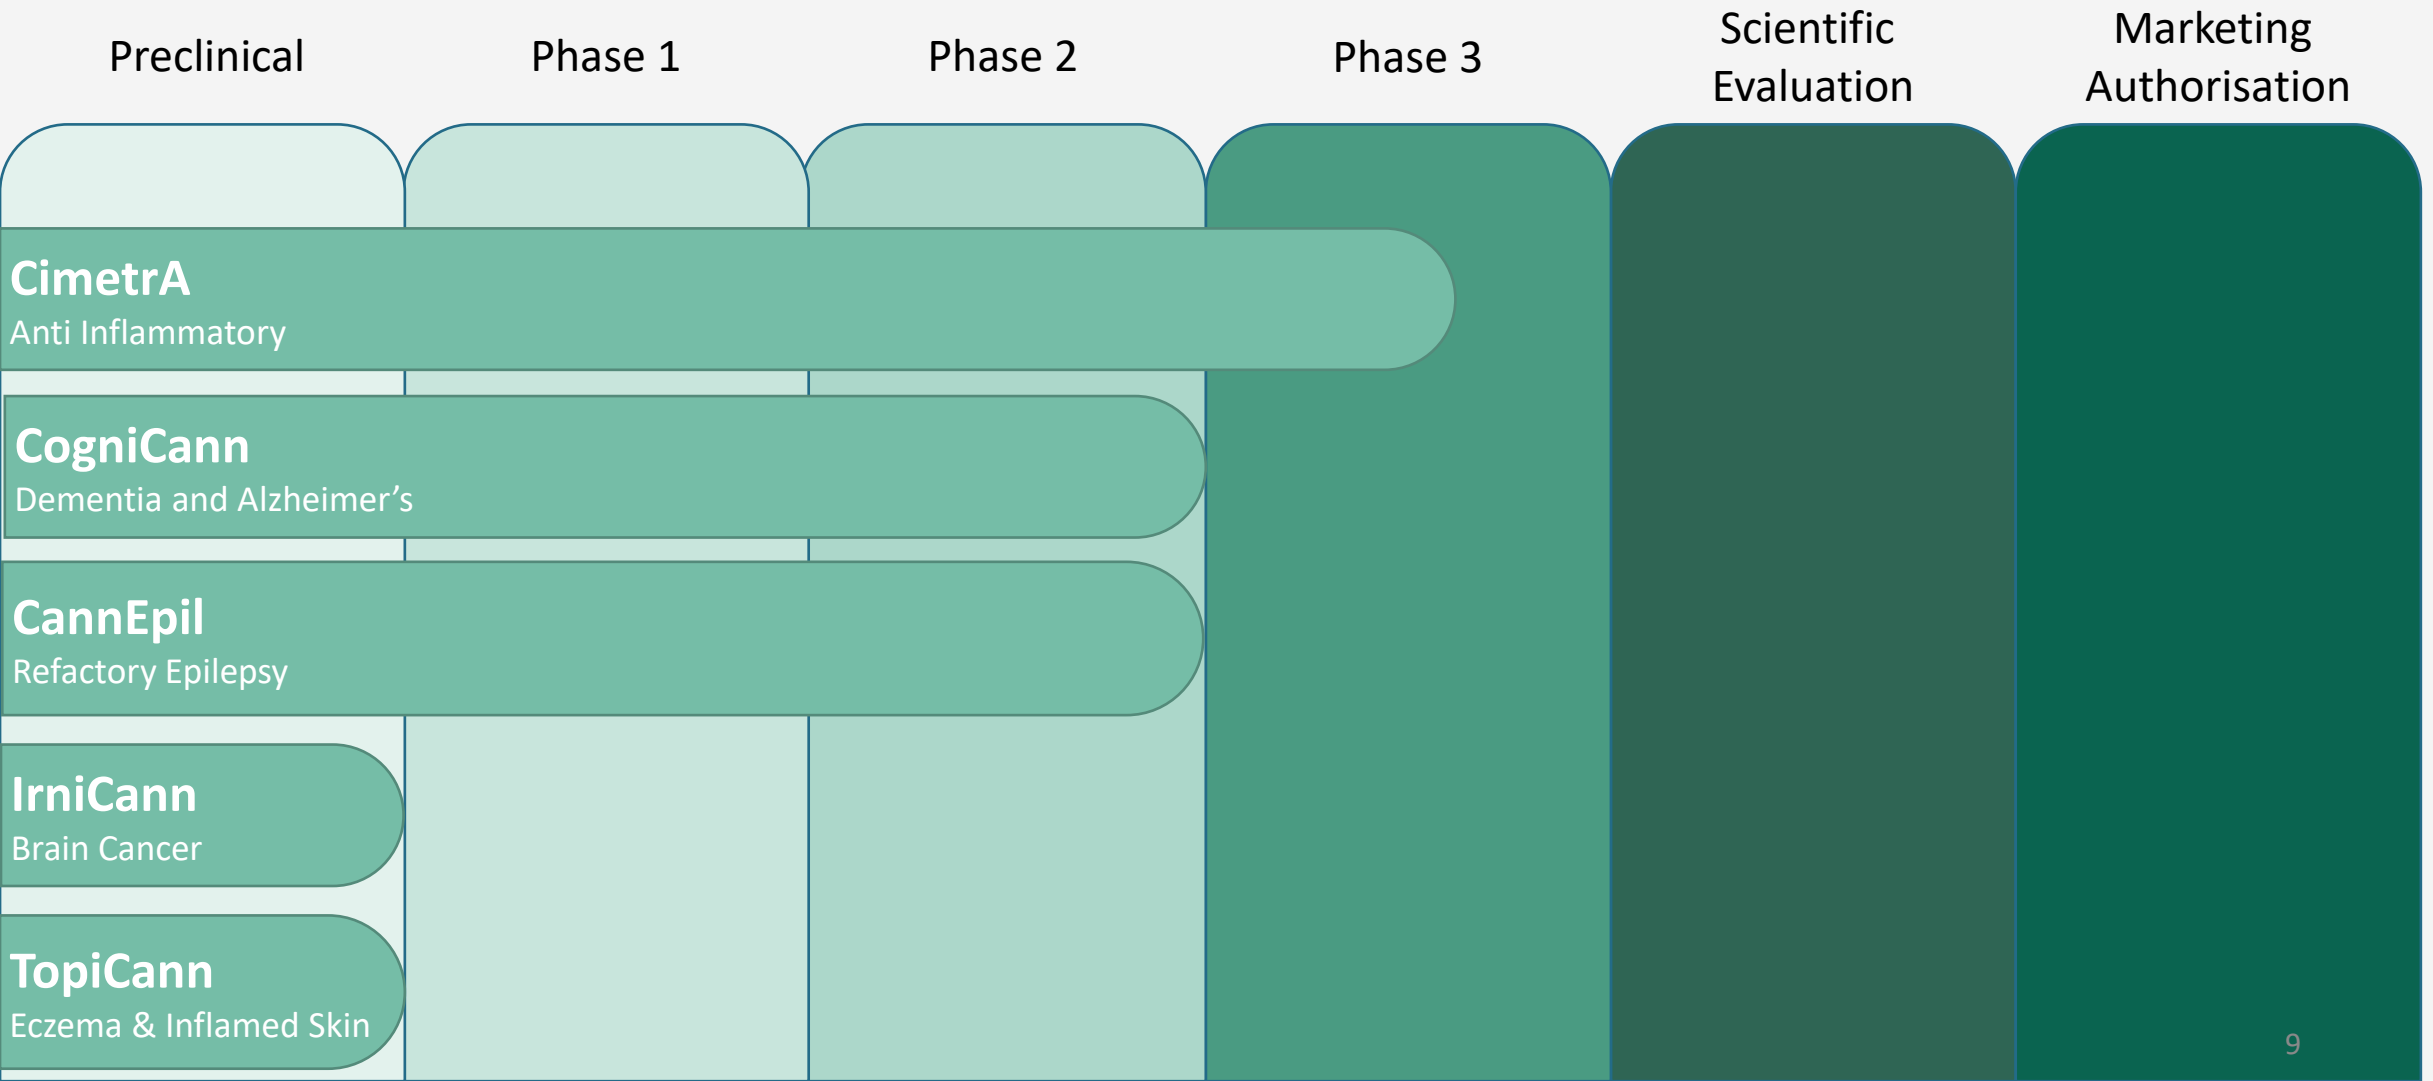 Preclinical
Phase 1
Phase 2
Phase 3
Scientific
Evaluation
Marketing
Authorisation
CimetrA
Anti Inflammatory
CogniCann
Dementia and Alzheimer’s
CannEpil
Refactory Epilepsy
IrniCann
Brain Cancer
TopiCann
Eczema & Inflamed Skin
9